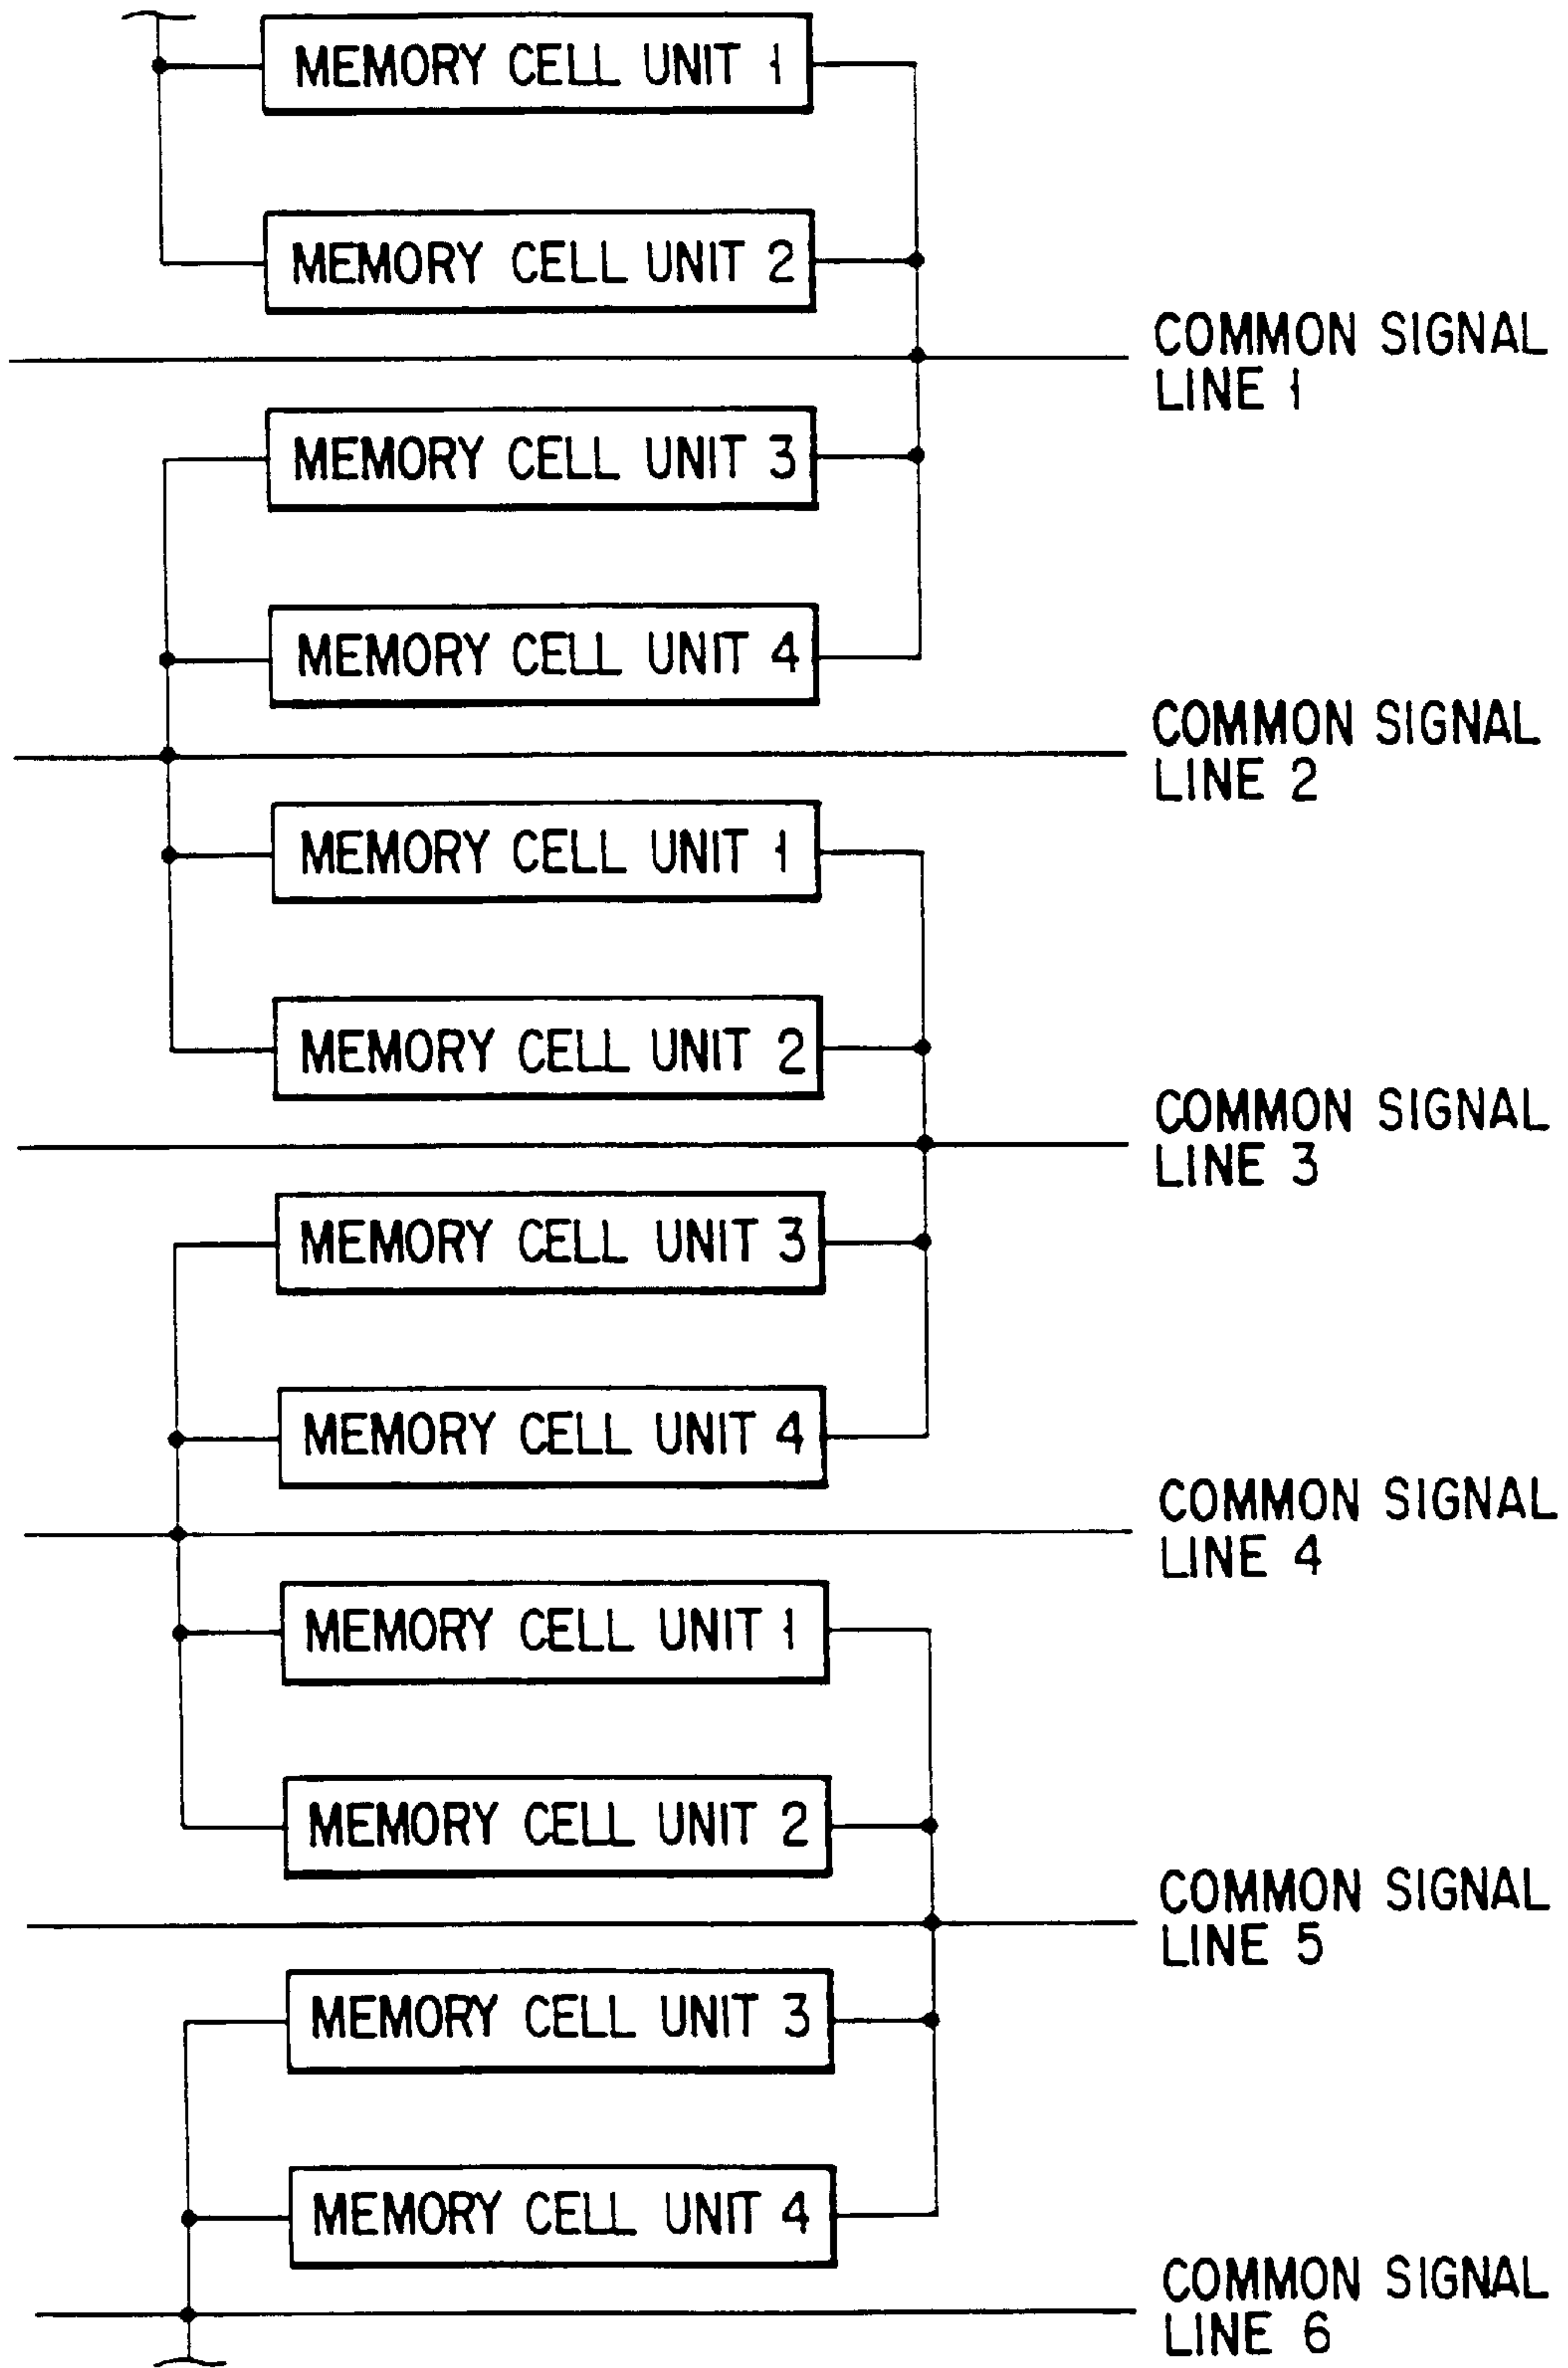 MEMORY CELL UNIT 1
MEMORY CELL UNIT 2
COMMON SIGNAL
LINE 1
MEMORY CELL UNIT 3
MEMORY CELL UNIT 4
COMMON SIGNAL
LINE 2
MEMORY CELL UNIT 1
MEMORY CELL UNIT 2
COMMON SIGNAL
LINE 3
MEMORY CELL UNIT 3
MEMORY CELL UNIT 4
COMMON SIGNAL
LINE 4
MEMORY CELL UNIT 1
MEMORY CELL UNIT 2
COMMON SIGNAL
LINE 5
MEMORY CELL UNIT 3
MEMORY CELL UNIT 4
COMMON SIGNAL
LINE 6